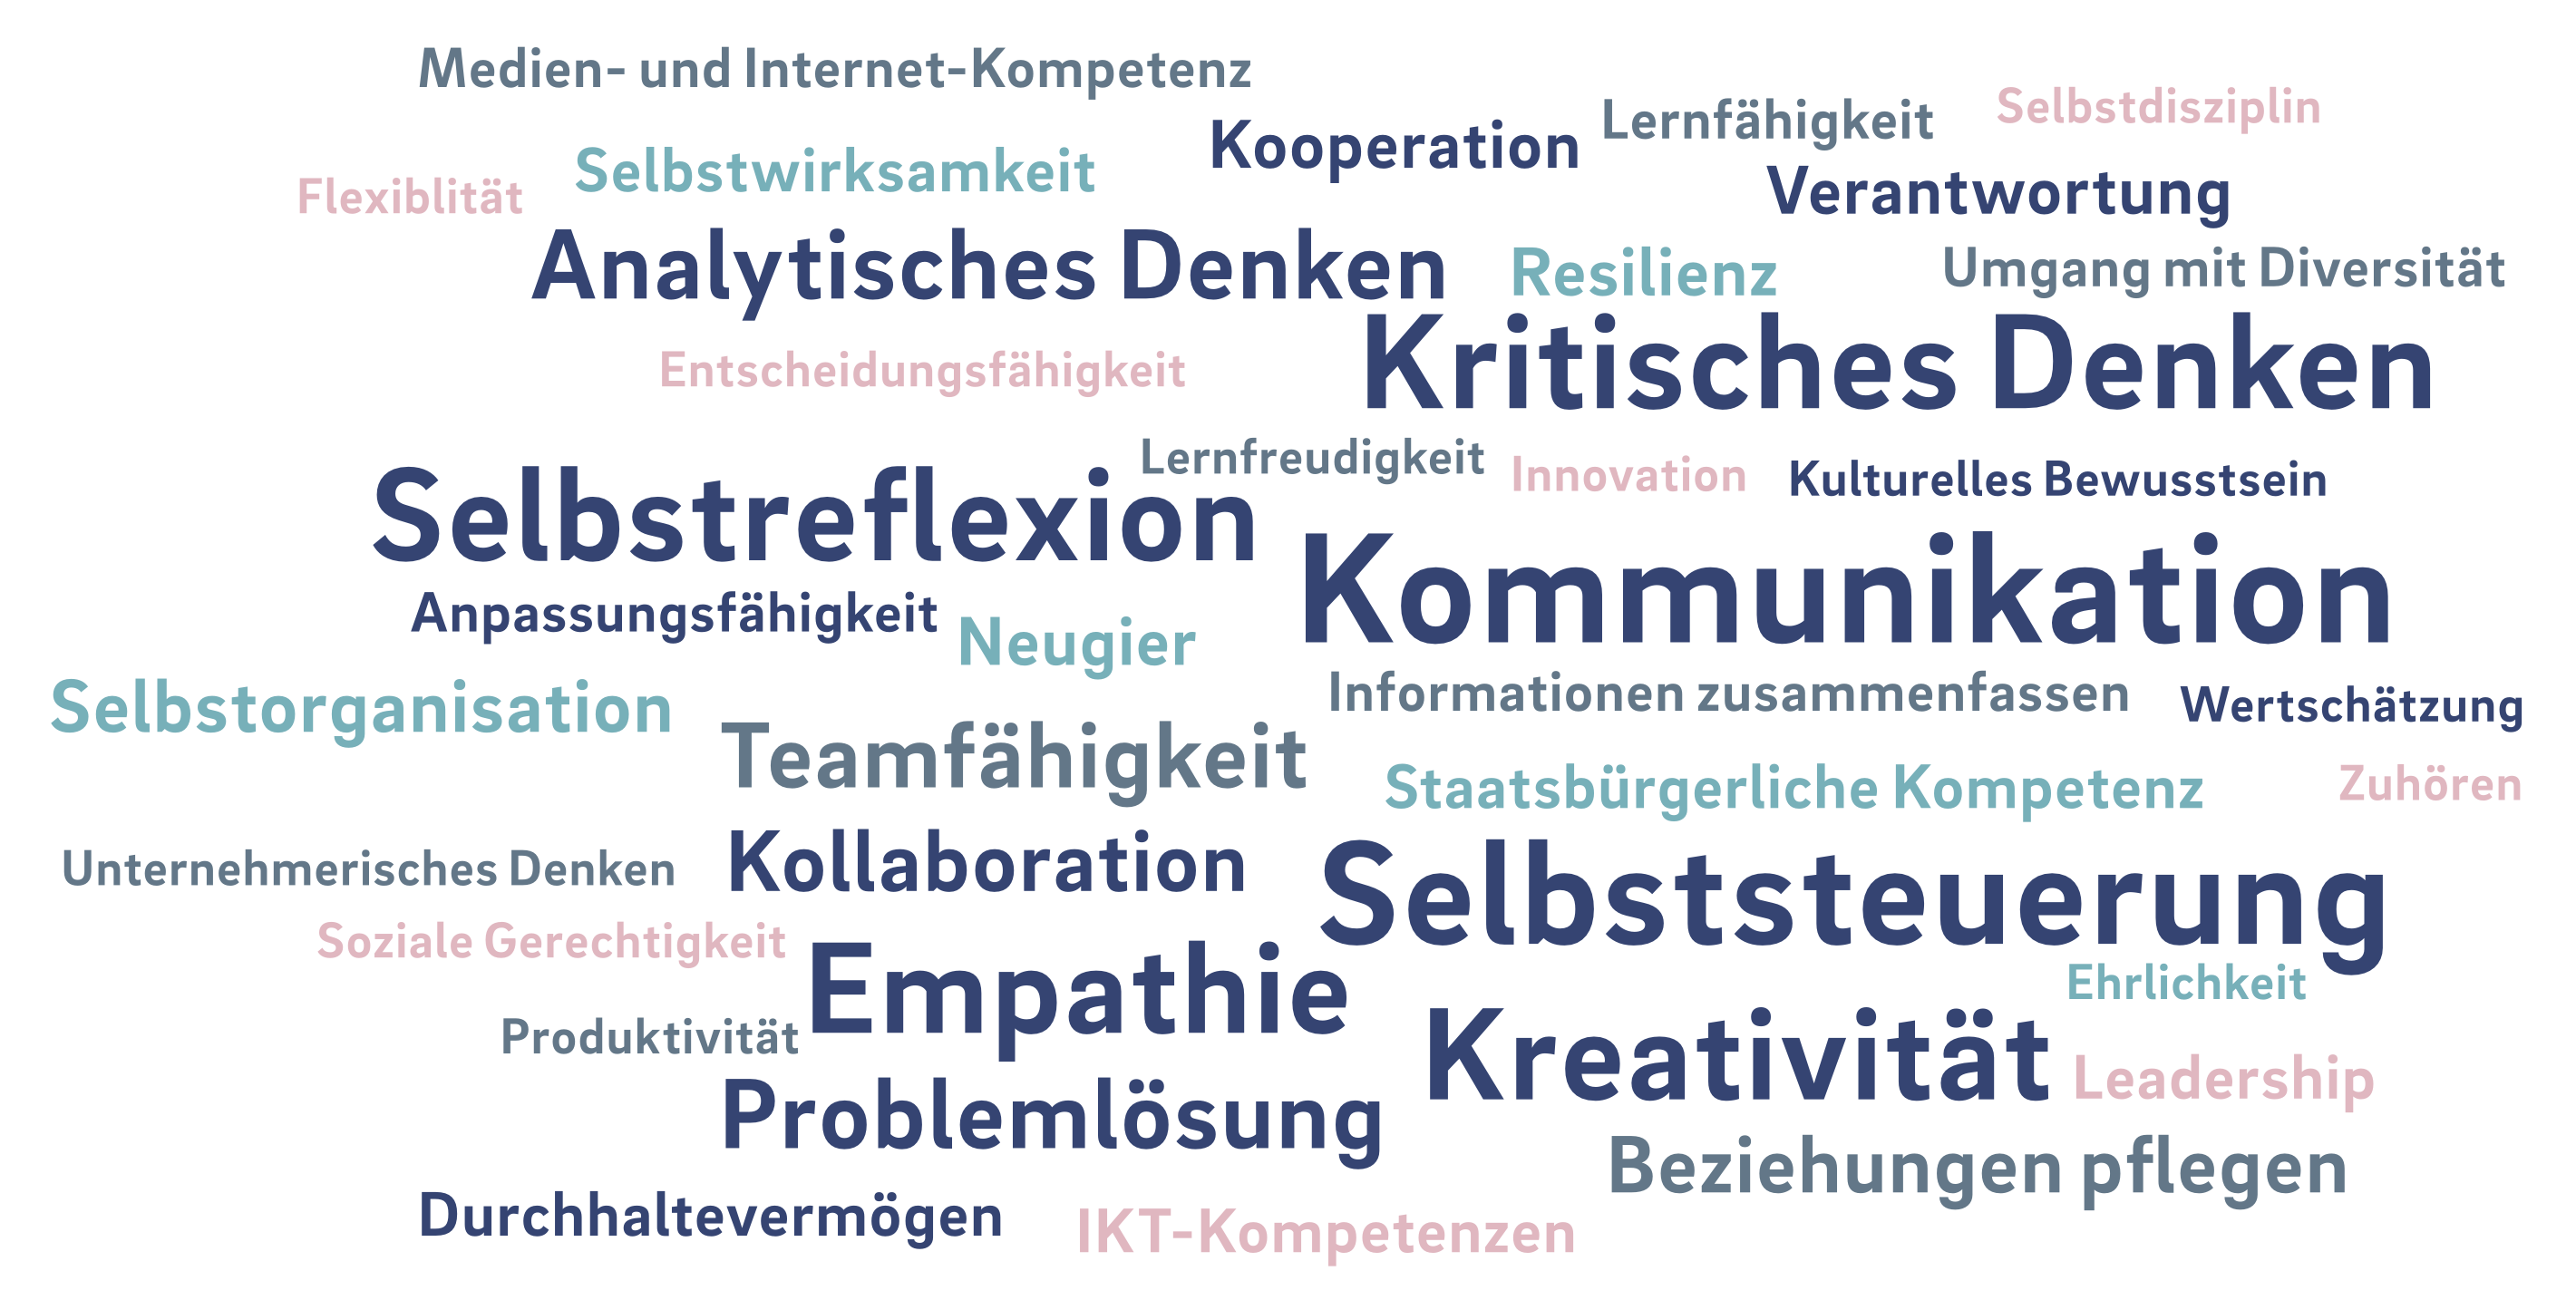 Medien- und Internet-Kompetenz
Selbstdisziplin
Lernfähigkeit
Kooperation
Selbstwirksamkeit
Flexiblität
Verantwortung
Analytisches Denken
Resilienz
Umgang mit Diversität
Kritisches Denken
Entscheidungsfähigkeit
Lernfreudigkeit
Innovation
Kulturelles Bewusstsein
Selbstreflexion
Kommunikation
Anpassungsfähigkeit
Neugier
Informationen zusammenfassen
Wertschätzung
Selbstorganisation
Teamfähigkeit
Staatsbürgerliche Kompetenz
Zuhören
Unternehmerisches Denken
Kollaboration
Selbststeuerung
Soziale Gerechtigkeit
Empathie
Ehrlichkeit
Produktivität
Kreativität
Leadership
Problemlösung
Beziehungen pflegen
Durchhaltevermögen
IKT-Kompetenzen